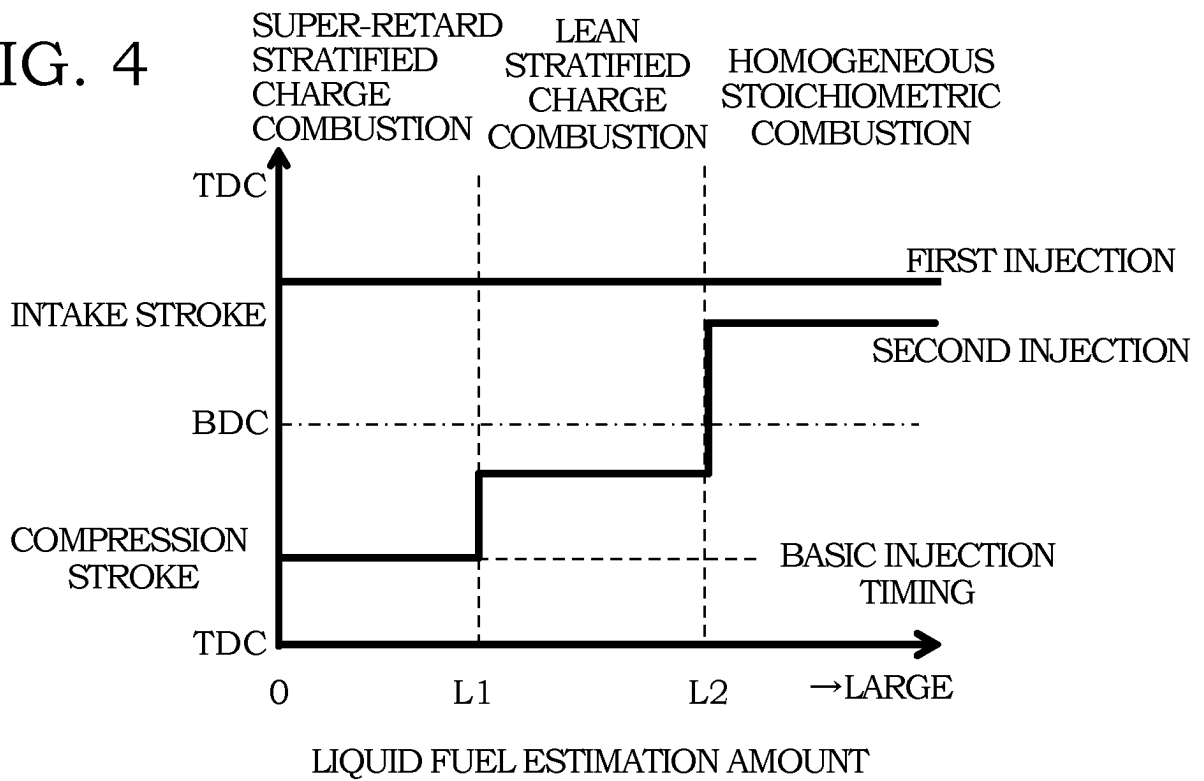 IG. 4
SUPER-RETARD
STRATIFIED
CHARGE
COMBUSTION
LEAN
STRATIFIED
CHARGE
COMBUSTION
HOMOGENEOUS
STOICHIOMETRIC
COMBUSTION
TDC
FIRST INJECTION
INTAKE STROKE
SECOND INJECTION
BDC
COMPRESSION
STROKE
BASIC INJECTION
TIMING
TDC
0
L1
L2
→LARGE
LIQUID FUEL ESTIMATION AMOUNT